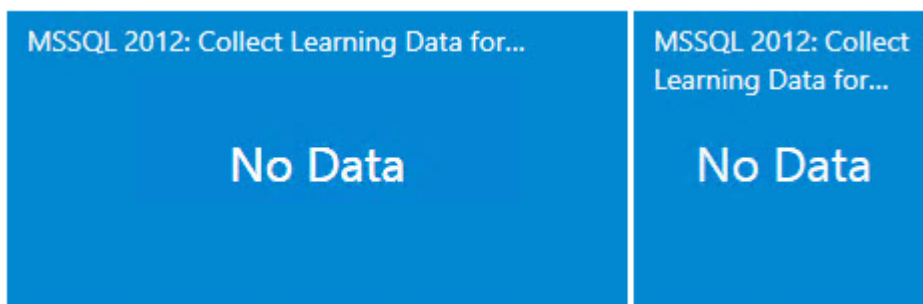 MSSQL 2012: Collect Learning Data for...
No Data
MSSQL 2012: Collect
Learning Data for...
No Data